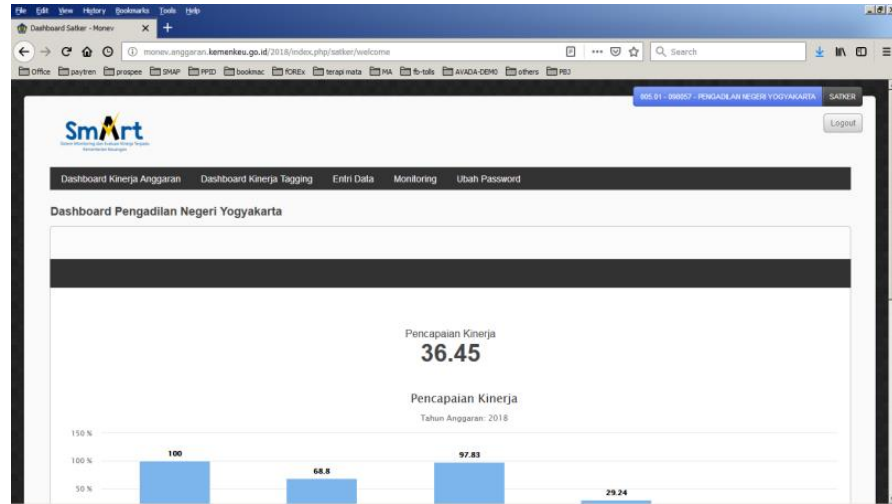 File Edit View History Bookmarks Tools Help
Dashboard Satker - Monev
monev.anggaran.kemenkeu.go.id/2018/index.php/satker/welcome
Search
Office paytren prospee SMAP PPID bookmac fOREx terapi mata MA fb-tolls AVADA-DEMO others PBJ
005.01 - 098057 - PENGADILAN NEGERI YOGYAKARTA SATKER
Logout
SmArt
Kementerian Keuangan
Dashboard Kinerja Anggaran Dashboard Kinerja Tagging Entri Data Monitoring Ubah Password
Dashboard Pengadilan Negeri Yogyakarta
Pencapaian Kinerja
36.45
Pencapaian Kinerja
Tahun Anggaran: 2018
150 %
100 %
50 %
100
68.8
97.83
29.24